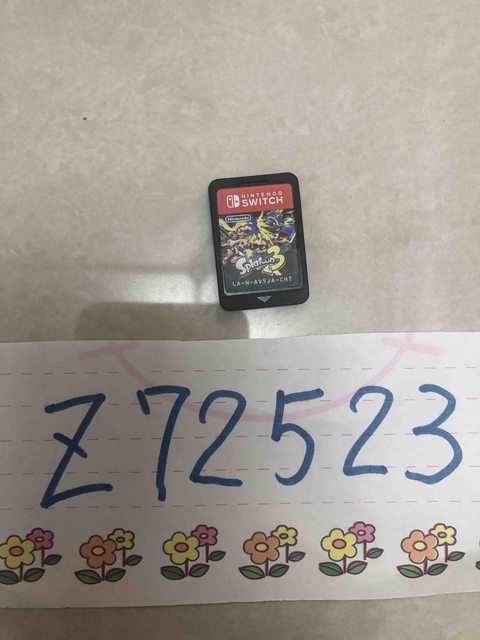 NINTENDO
SWITCH
Nintendo
Splatoon 3
LA-H-AV5JA-CHT
Z72523